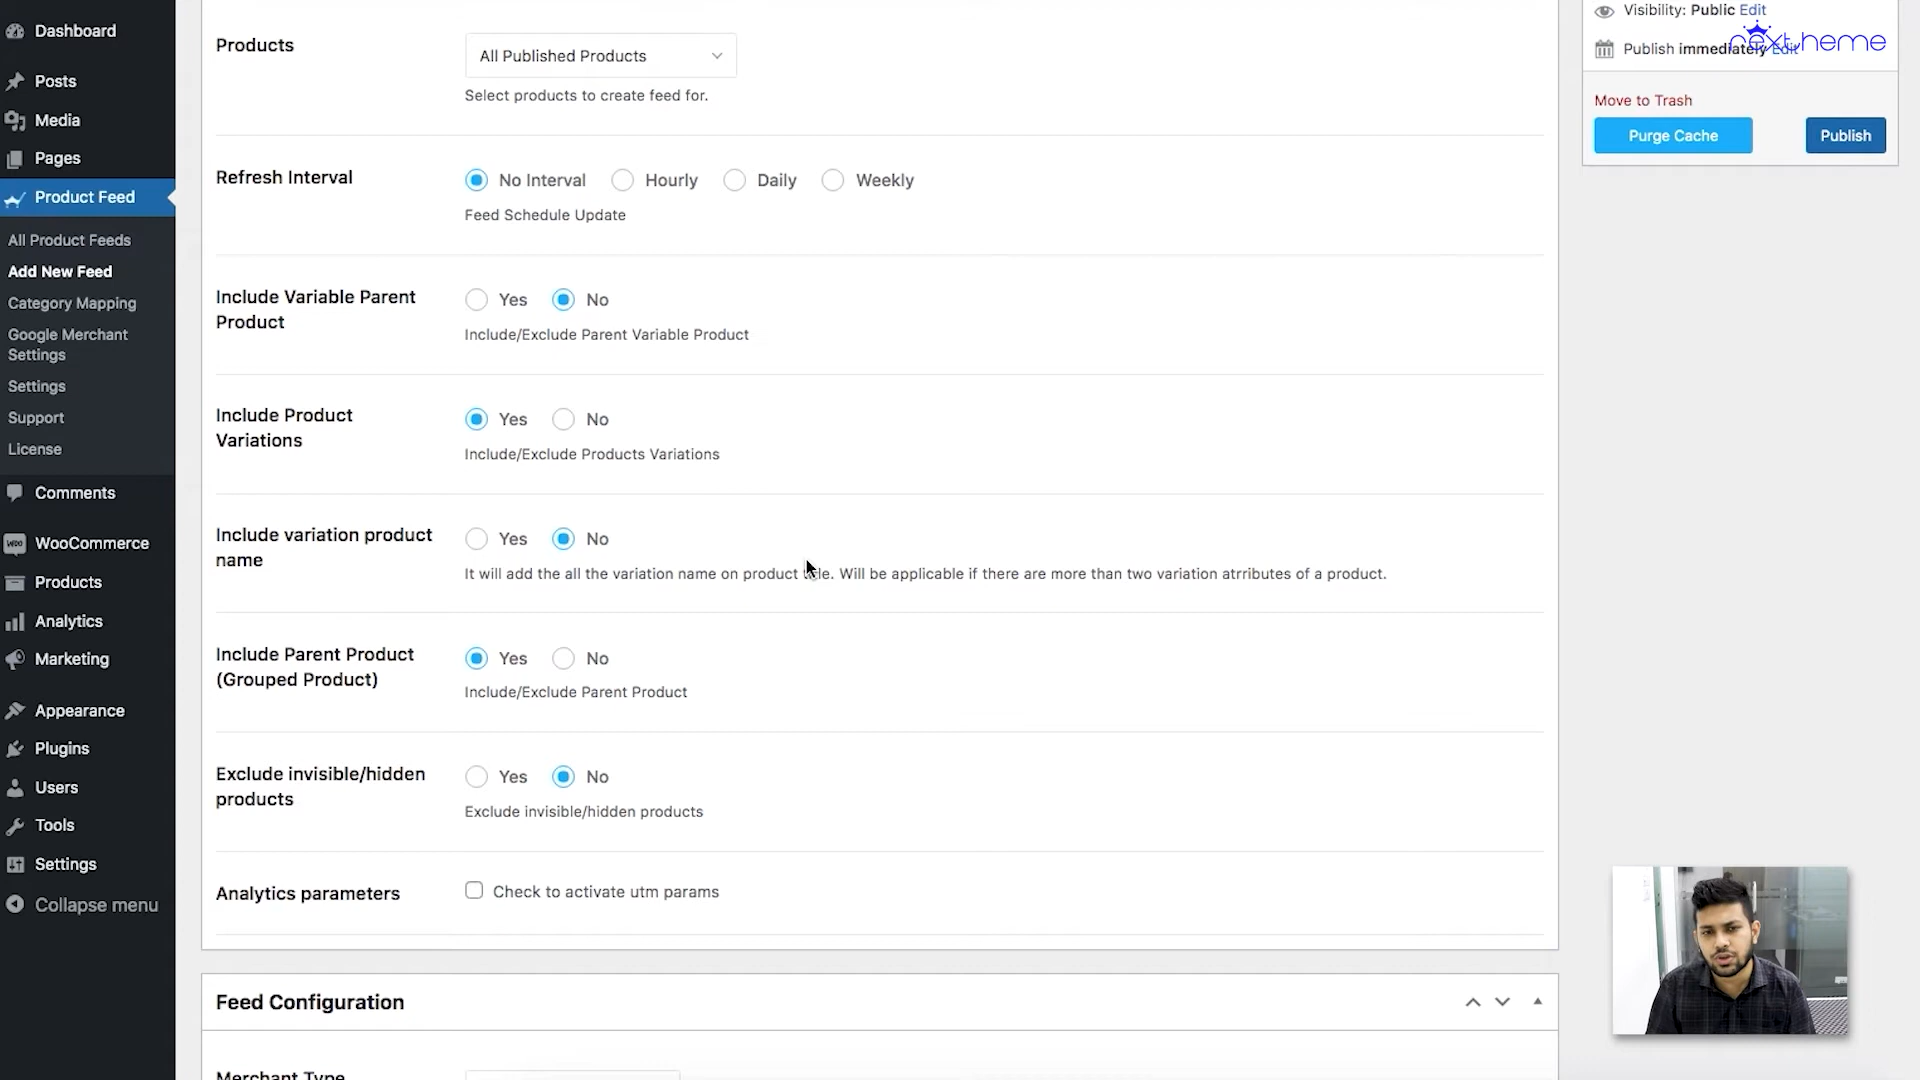 Dashboard
Posts
Media
Pages
Product Feed
All Product Feeds
Add New Feed
Category Mapping
Google Merchant
Settings
Settings
Support
License
Comments
WooCommerce
Products
Analytics
Marketing
Appearance
Plugins
Users
Tools
Settings
Collapse menu
Products
All Published Products
Select products to create feed for.
Refresh Interval
No Interval Hourly Daily Weekly
Feed Schedule Update
Include Variable Parent
Product
Yes No
Include/Exclude Parent Variable Product
Include Product
Variations
Yes No
Include/Exclude Products Variations
Include variation product
name
Yes No
It will add the all the variation name on product title. Will be applicable if there are more than two variation atrributes of a product.
Include Parent Product
(Grouped Product)
Yes No
Include/Exclude Parent Product
Exclude invisible/hidden
products
Yes No
Exclude invisible/hidden products
Analytics parameters
Check to activate utm params
Feed Configuration
Merchant Type
Visibility: Public Edit
Publish immediately Edit
rextheme
Move to Trash
Purge Cache
Publish